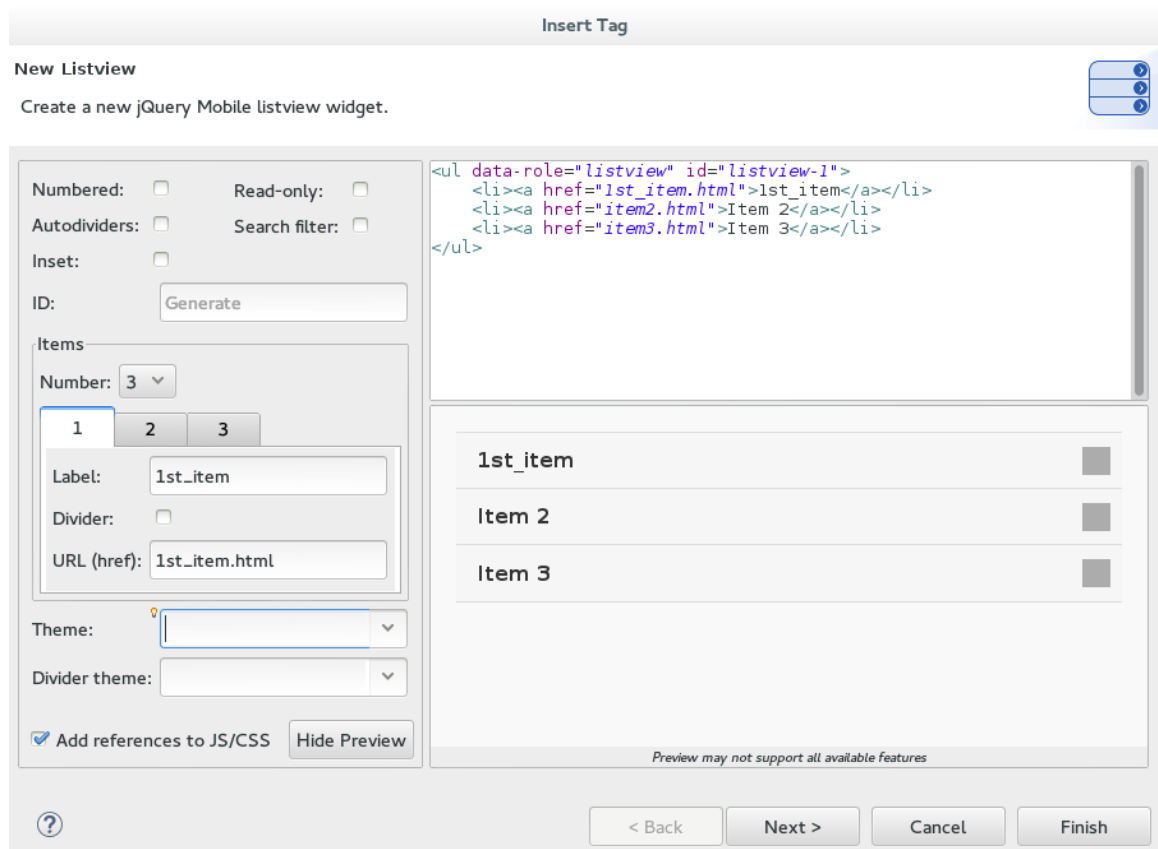 Insert Tag
New Listview
Create a new jQuery Mobile listview widget.
Numbered:
Read-only:
Autodividers:
Search filter:
Inset:
ID:
Generate
Items
Number:
3
1
2
3
Label:
1st_item
Divider:
URL (href):
1st_item.html
Theme:
Divider theme:
Add references to JS/CSS
Hide Preview
<ul data-role="listview" id="listview-1">
<li><a href="1st_item.html">1st_item</a></li>
<li><a href="item2.html">Item 2</a></li>
<li><a href="item3.html">Item 3</a></li>
</ul>
1st_item
Item 2
Item 3
Preview may not support all available features
?
< Back
Next >
Cancel
Finish